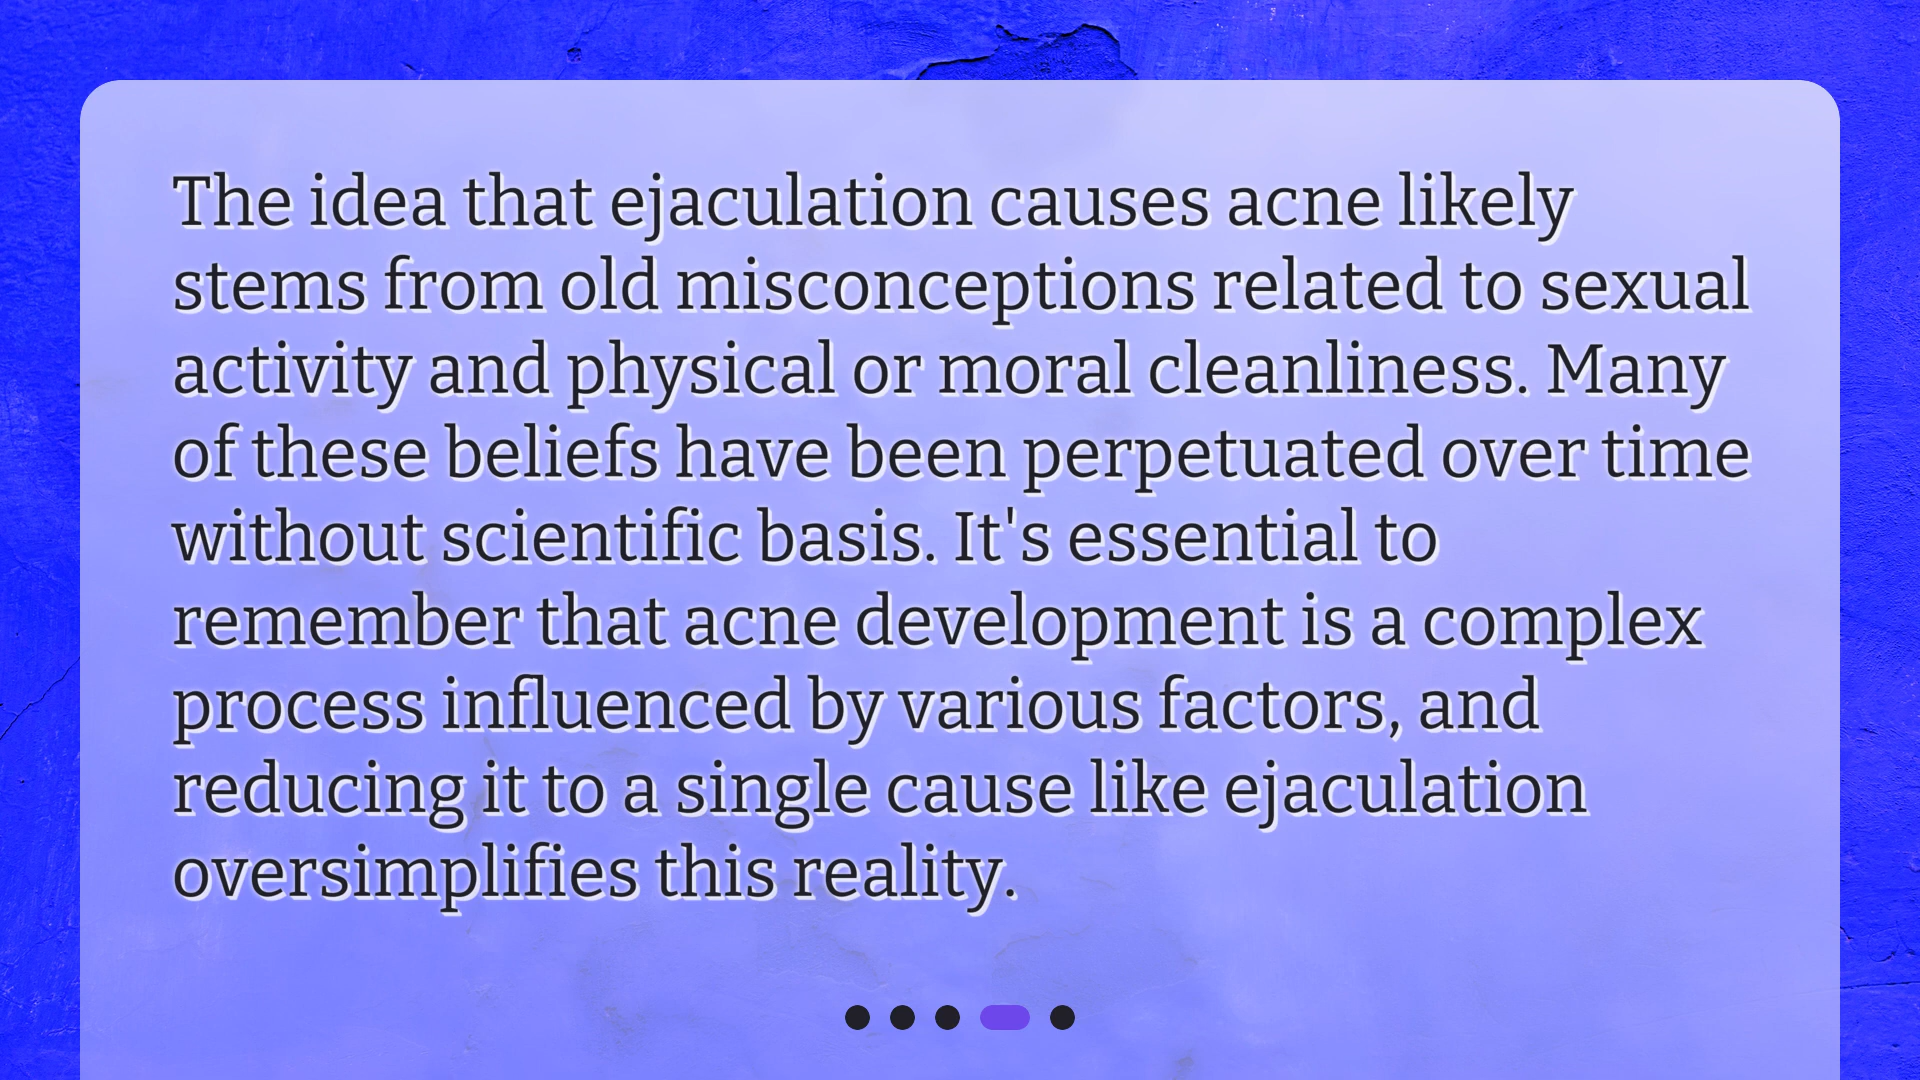 The idea that ejaculation causes acne likely
stems from old misconceptions related to sexual
activity and physical or moral cleanliness. Many
of these beliefs have been perpetuated over time
without scientific basis. It's essential to
remember that acne development is a complex
process influenced by various factors, and
reducing it to a single cause like ejaculation
oversimplifies this reality.